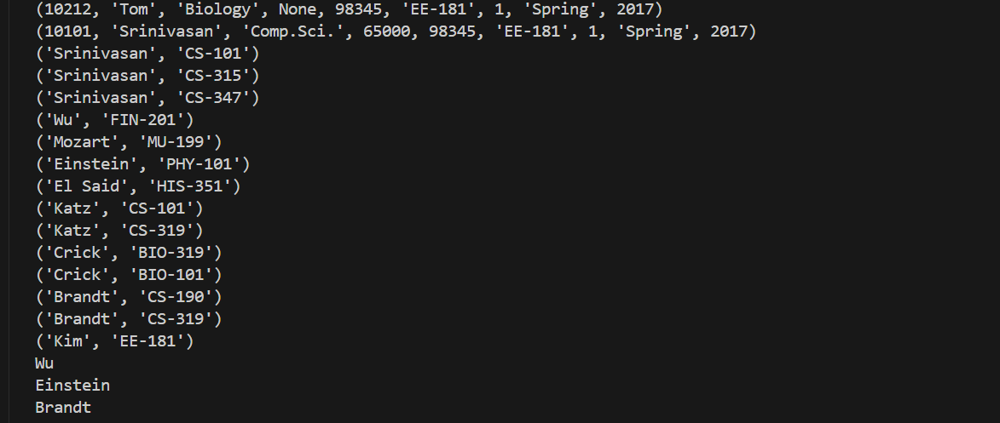 (10212, 'Tom', 'Biology', None, 98345, 'EE-181', 1, 'Spring', 2017)
(10101, 'Srinivasan', 'Comp.Sci.', 65000, 98345, 'EE-181', 1, 'Spring', 2017)
('Srinivasan', 'CS-101')
('Srinivasan', 'CS-315')
('Srinivasan', 'CS-347')
('Wu', 'FIN-201')
('Mozart', 'MU-199')
('Einstein', 'PHY-101')
('El Said', 'HIS-351')
('Katz', 'CS-101')
('Katz', 'CS-319')
('Crick', 'BIO-319')
('Crick', 'BIO-101')
('Brandt', 'CS-190')
('Brandt', 'CS-319')
('Kim', 'EE-181')
Wu
Einstein
Brandt